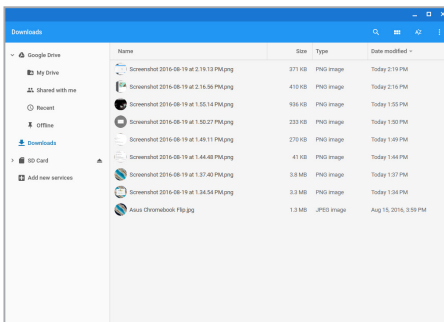 Downloads
Google Drive
My Drive
Shared with me
Recent
Offline
Downloads
SD Card
Add new services
Name Size Type Date modified
Screenshot 2016-08-19 at 2.19.13 PM.png 371 KB PNG image Today 2:19 PM
Screenshot 2016-08-19 at 2.16.56 PM.png 410 KB PNG image Today 2:16 PM
Screenshot 2016-08-19 at 1.55.14 PM.png 936 KB PNG image Today 1:55 PM
Screenshot 2016-08-19 at 1.50.27 PM.png 233 KB PNG image Today 1:50 PM
Screenshot 2016-08-19 at 1.49.11 PM.png 270 KB PNG image Today 1:49 PM
Screenshot 2016-08-19 at 1.44.48 PM.png 41 KB PNG image Today 1:44 PM
Screenshot 2016-08-19 at 1.37.40 PM.png 3.8 MB PNG image Today 1:37 PM
Screenshot 2016-08-19 at 1.34.54 PM.png 3.3 MB PNG image Today 1:34 PM
Asus Chromebook Flip.jpg 1.3 MB JPEG image Aug 15, 2016, 3:59 PM